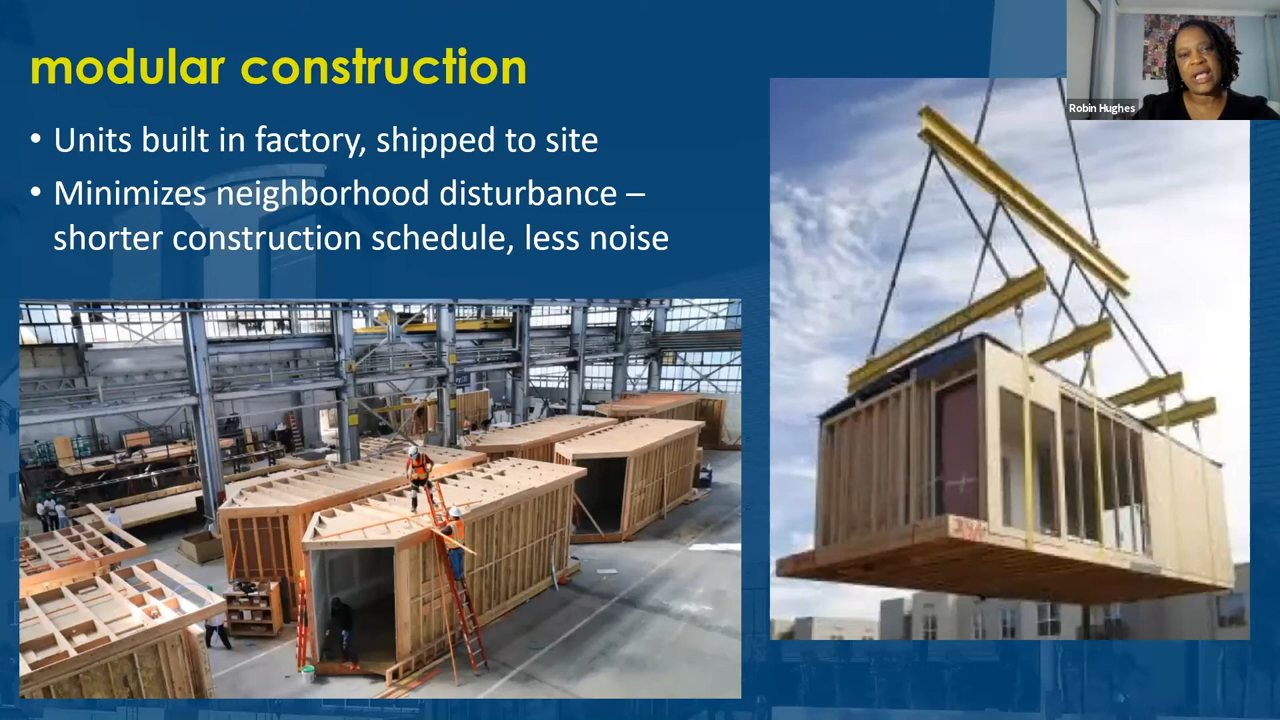 modular construction
• Units built in factory, shipped to site
• Minimizes neighborhood disturbance –
shorter construction schedule, less noise
Robin Hughes